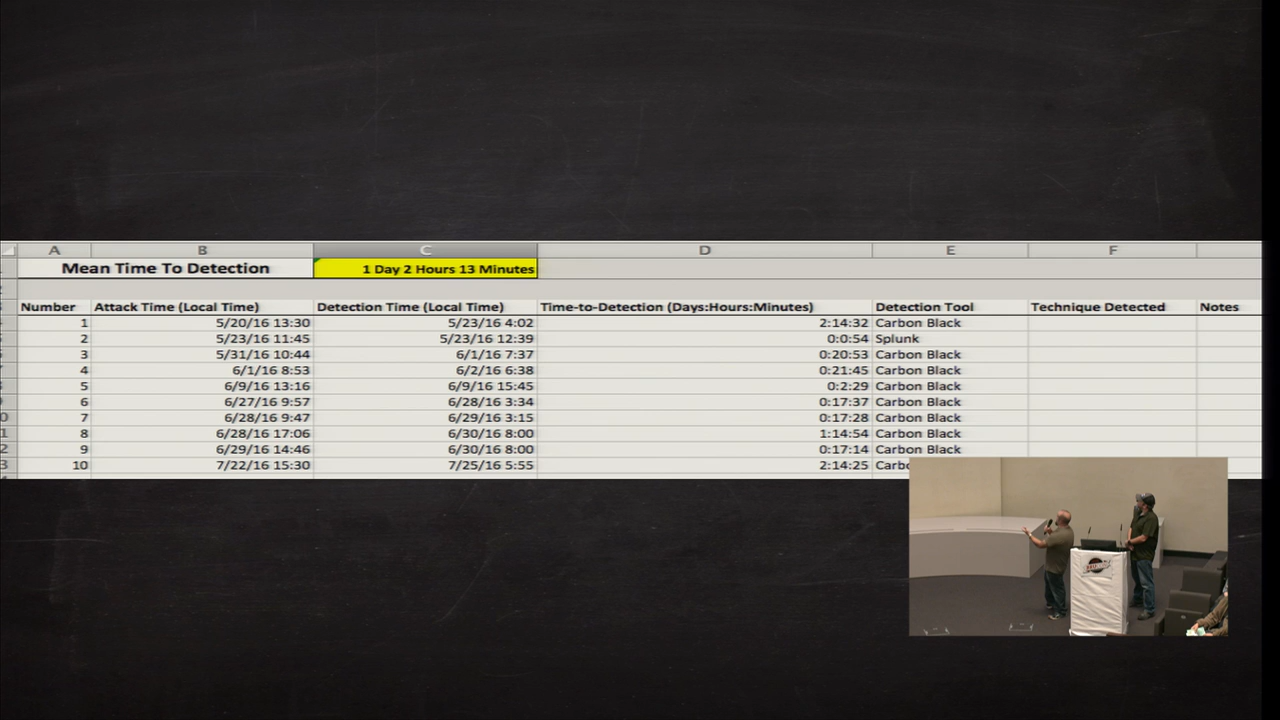 A B C D E F
Mean Time To Detection 1 Day 2 Hours 13 Minutes
Number Attack Time (Local Time) Detection Time (Local Time) Time-to-Detection (Days:Hours:Minutes) Detection Tool Technique Detected Notes
1 5/20/16 13:30 5/23/16 4:02 2:14:32 Carbon Black
2 5/23/16 11:45 5/23/16 12:39 0:0:54 Splunk
3 5/31/16 10:44 6/1/16 7:37 0:20:53 Carbon Black
4 6/1/16 8:53 6/2/16 6:38 0:21:45 Carbon Black
5 6/9/16 13:16 6/9/16 15:45 0:2:29 Carbon Black
6 6/27/16 9:57 6/28/16 3:34 0:17:37 Carbon Black
7 6/28/16 9:47 6/29/16 3:15 0:17:28 Carbon Black
8 6/28/16 17:06 6/30/16 8:00 1:14:54 Carbon Black
9 6/29/16 14:46 6/30/16 8:00 0:17:14 Carbon Black
10 7/22/16 15:30 7/25/16 5:55 2:14:25 Carbo